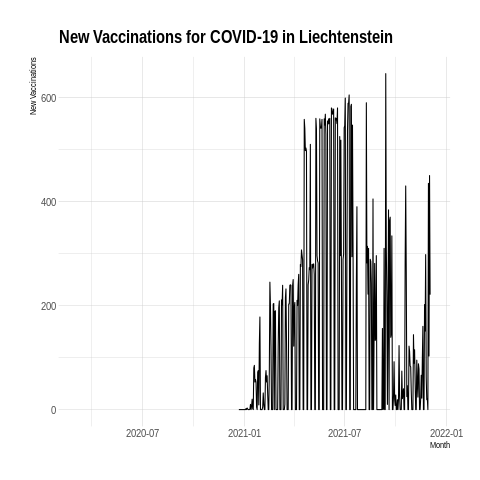 New Vaccinations for COVID-19 in Liechtenstein
New Vaccinations
600
400
200
0
2020-07 2021-01 2021-07 2022-01
Month